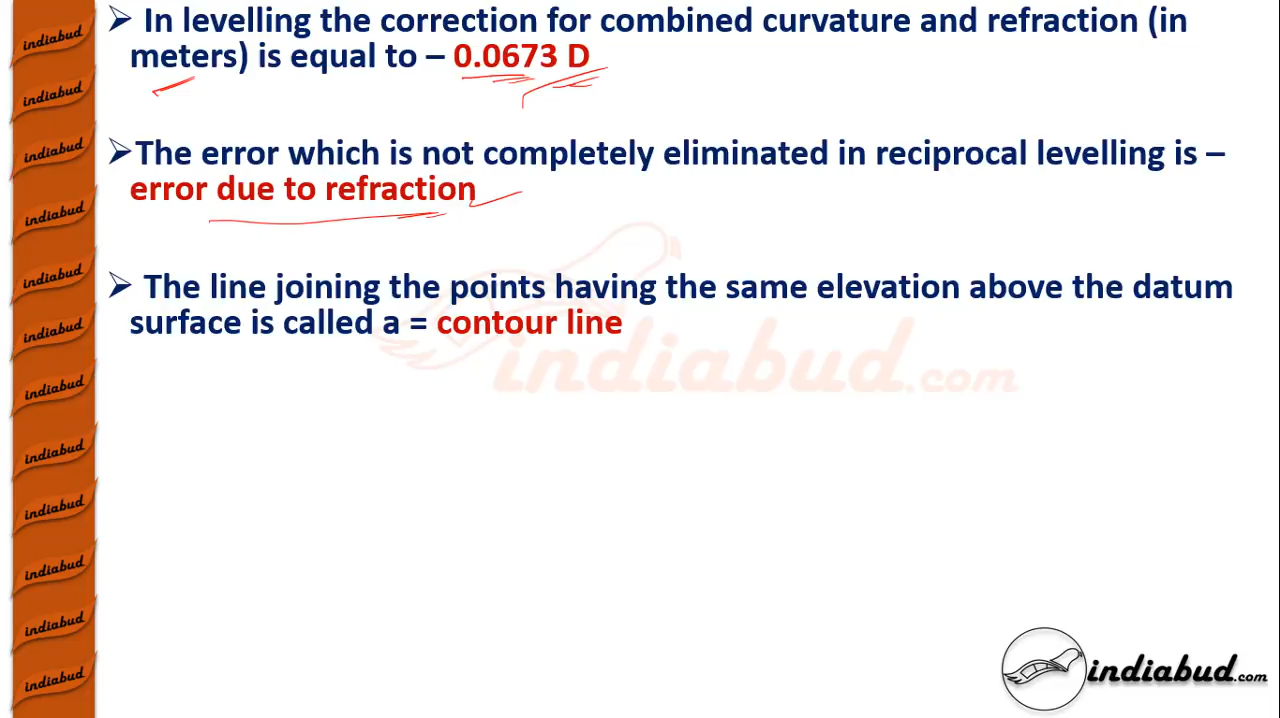 ➢ In levelling the correction for combined curvature and refraction (in
meters) is equal to – 0.0673 D
➢The error which is not completely eliminated in reciprocal levelling is –
error due to refraction
➢ The line joining the points having the same elevation above the datum
surface is called a = contour line
indiabud.com
indiabud
indiabud
indiabud
indiabud
indiabud
indiabud
indiabud
indiabud
indiabud
indiabud
indiabud
indiabud
indiabud.com